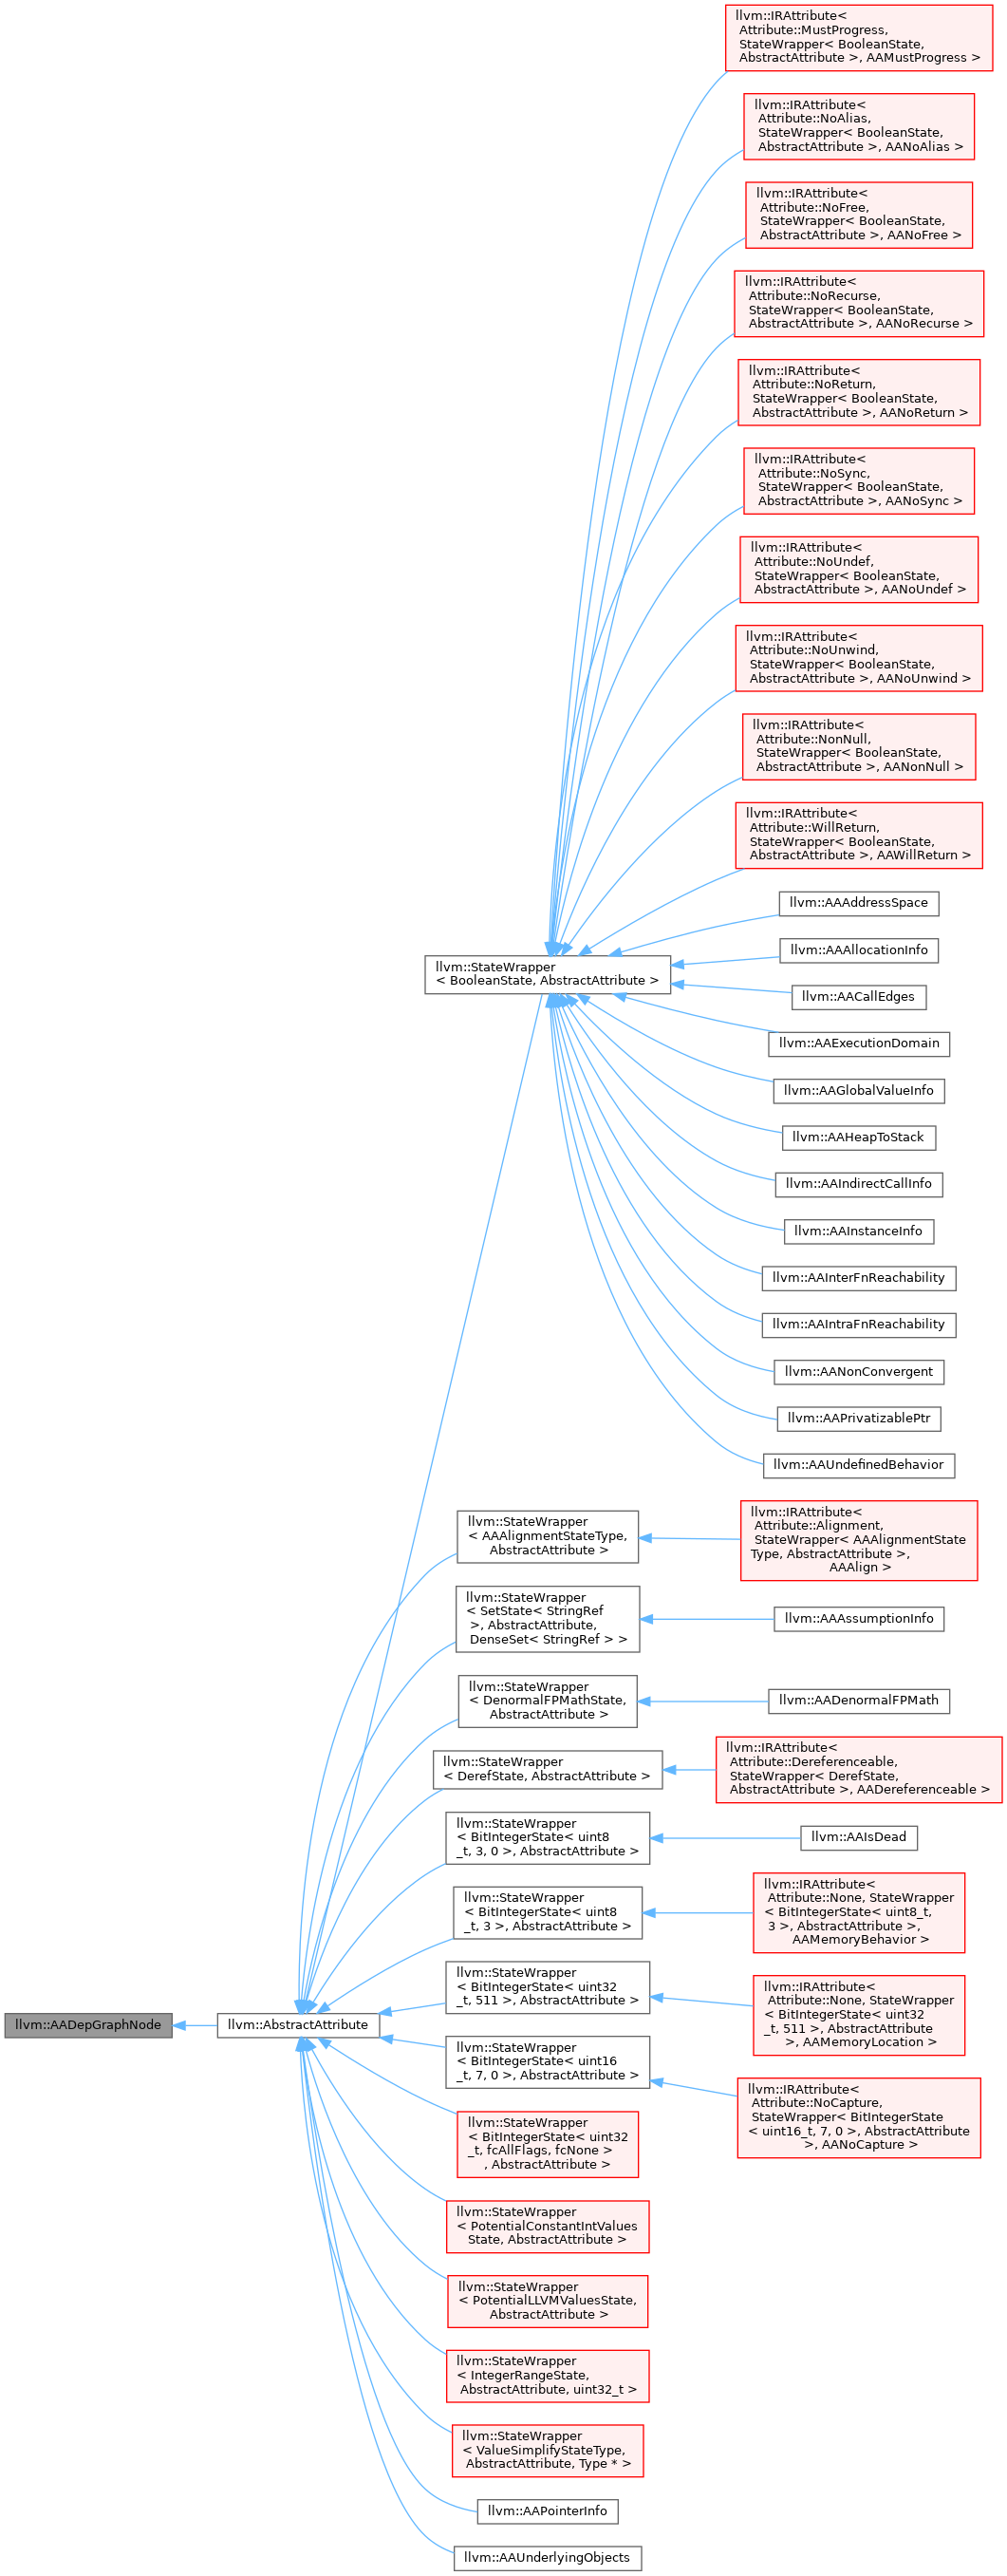 llvm::IRAttribute<
Attribute::MustProgress,
StateWrapper< BooleanState,
AbstractAttribute >, AAMustProgress >
llvm::IRAttribute<
Attribute::NoAlias,
StateWrapper< BooleanState,
AbstractAttribute >, AANoAlias >
llvm::IRAttribute<
Attribute::NoFree,
StateWrapper< BooleanState,
AbstractAttribute >, AANoFree >
llvm::IRAttribute<
Attribute::NoRecurse,
StateWrapper< BooleanState,
AbstractAttribute >, AANoRecurse >
llvm::IRAttribute<
Attribute::NoReturn,
StateWrapper< BooleanState,
AbstractAttribute >, AANoReturn >
llvm::IRAttribute<
Attribute::NoSync,
StateWrapper< BooleanState,
AbstractAttribute >, AANoSync >
llvm::IRAttribute<
Attribute::NoUndef,
StateWrapper< BooleanState,
AbstractAttribute >, AANoUndef >
llvm::IRAttribute<
Attribute::NoUnwind,
StateWrapper< BooleanState,
AbstractAttribute >, AANoUnwind >
llvm::IRAttribute<
Attribute::NonNull,
StateWrapper< BooleanState,
AbstractAttribute >, AANonNull >
llvm::IRAttribute<
Attribute::WillReturn,
StateWrapper< BooleanState,
AbstractAttribute >, AAWillReturn >
llvm::AAAddressSpace
llvm::AAAllocationInfo
llvm::StateWrapper
< BooleanState, AbstractAttribute >
llvm::AACallEdges
llvm::AAExecutionDomain
llvm::AAGlobalValueInfo
llvm::AAHeapToStack
llvm::AAIndirectCallInfo
llvm::AAInstanceInfo
llvm::AAInterFnReachability
llvm::AAIntraFnReachability
llvm::AANonConvergent
llvm::AAPrivatizablePtr
llvm::AAUndefinedBehavior
llvm::StateWrapper
< AAAlignmentStateType,
AbstractAttribute >
llvm::IRAttribute<
Attribute::Alignment,
StateWrapper< AAAlignmentState
Type, AbstractAttribute >,
AAAlign >
llvm::StateWrapper
< SetState< StringRef
>, AbstractAttribute,
DenseSet< StringRef > >
llvm::AAAssumptionInfo
llvm::StateWrapper
< DenormalFPMathState,
AbstractAttribute >
llvm::AADenormalFPMath
llvm::StateWrapper
< DerefState, AbstractAttribute >
llvm::IRAttribute<
Attribute::Dereferenceable,
StateWrapper< DerefState,
AbstractAttribute >, AADereferenceable >
llvm::StateWrapper
< BitIntegerState< uint8
_t, 3, 0 >, AbstractAttribute >
llvm::AAIsDead
llvm::StateWrapper
< BitIntegerState< uint8
_t, 3 >, AbstractAttribute >
llvm::IRAttribute<
Attribute::None, StateWrapper
< BitIntegerState< uint8_t,
3 >, AbstractAttribute >,
AAMemoryBehavior >
llvm::StateWrapper
< BitIntegerState< uint32
_t, 511 >, AbstractAttribute >
llvm::IRAttribute<
Attribute::None, StateWrapper
< BitIntegerState< uint32
_t, 511 >, AbstractAttribute
>, AAMemoryLocation >
llvm::AADepGraphNode
llvm::AbstractAttribute
llvm::StateWrapper
< BitIntegerState< uint16
_t, 7, 0 >, AbstractAttribute >
llvm::IRAttribute<
Attribute::NoCapture,
StateWrapper< BitIntegerState
< uint16_t, 7, 0 >, AbstractAttribute
>, AANoCapture >
llvm::StateWrapper
< BitIntegerState< uint32
_t, fcAllFlags, fcNone >
, AbstractAttribute >
llvm::StateWrapper
< PotentialConstantIntValues
State, AbstractAttribute >
llvm::StateWrapper
< PotentialLLVMValuesState,
AbstractAttribute >
llvm::StateWrapper
< IntegerRangeState,
AbstractAttribute, uint32_t >
llvm::StateWrapper
< ValueSimplifyStateType,
AbstractAttribute, Type * >
llvm::AAPointerInfo
llvm::AAUnderlyingObjects